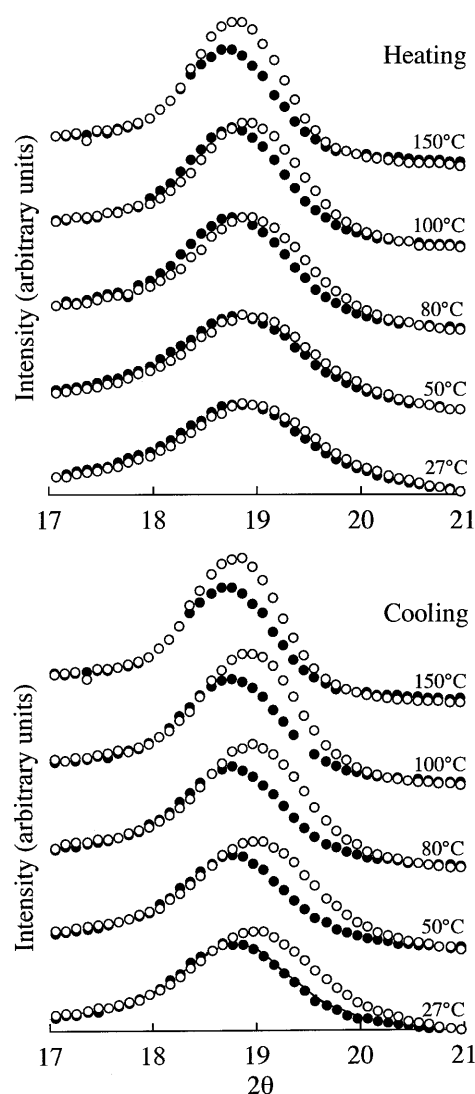 Heating
Intensity (arbitrary units)
150°C
100°C
80°C
50°C
27°C
17 18 19 20 21
Cooling
Intensity (arbitrary units)
150°C
100°C
80°C
50°C
27°C
17 18 19 20 21
2θ